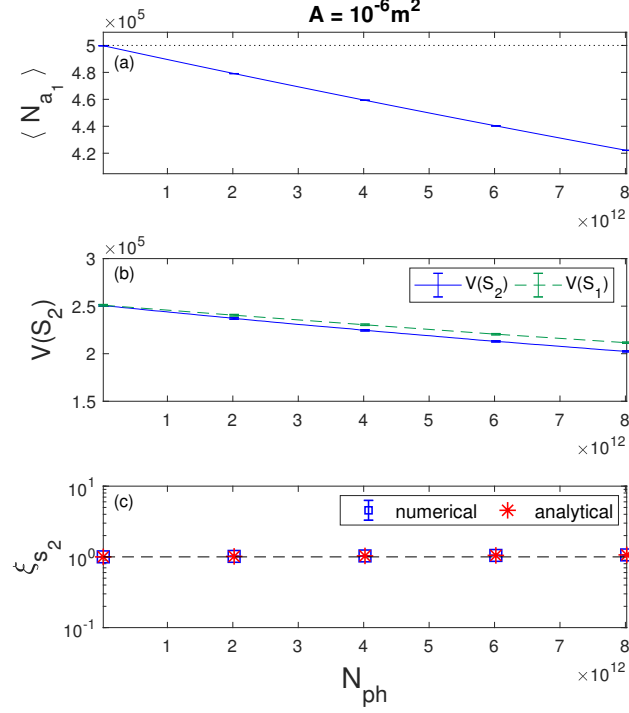 A = 10^-6 m^2
×10^5
(a)
⟨ N_a_1 ⟩
5
4.8
4.6
4.4
4.2
1 2 3 4 5 6 7 8
×10^12
×10^5
(b)
V(S_2)
V(S_2) V(S_1)
3
2.5
2
1.5
1 2 3 4 5 6 7 8
×10^12
(c)
ξ_s_2
numerical analytical
10^1
10^0
10^-1
1 2 3 4 5 6 7 8
×10^12
N_ph